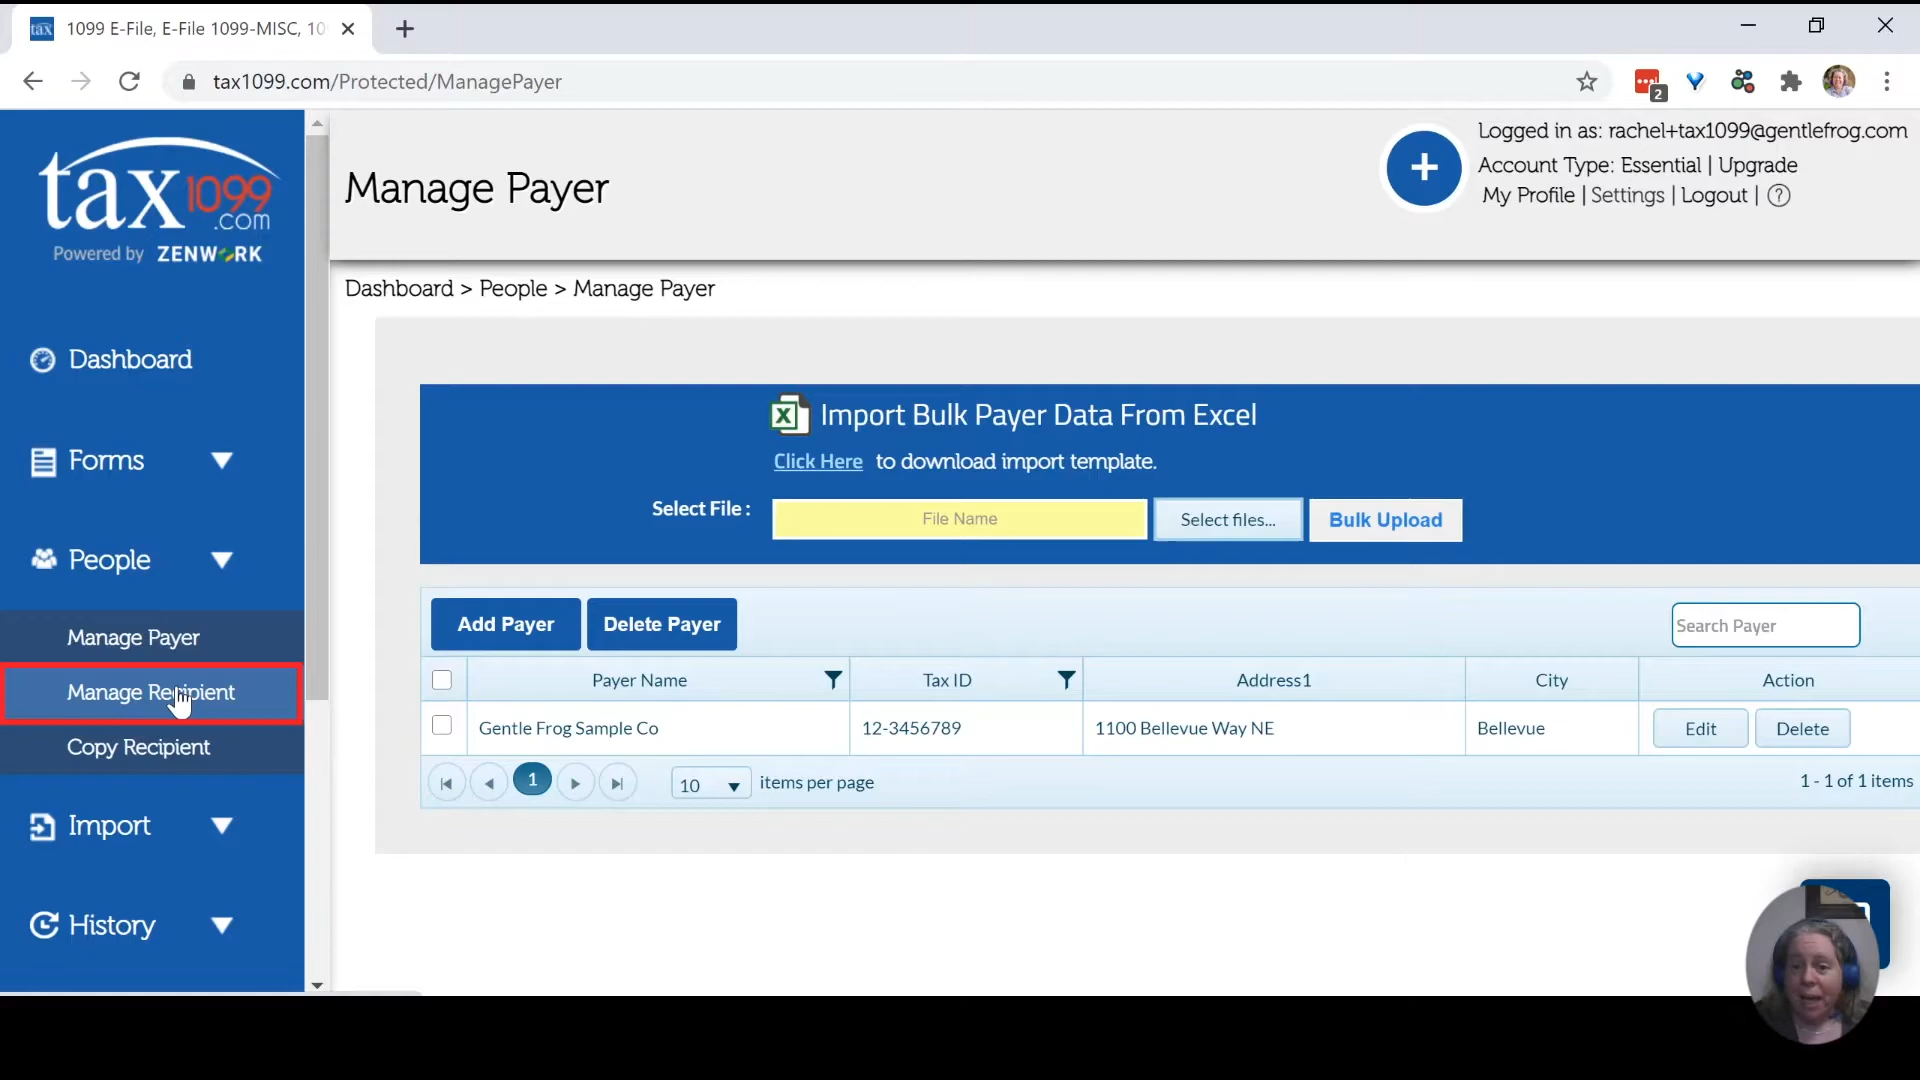 tax 1099 E-File, E-File 1099-MISC, 10
tax1099.com/Protected/ManagePayer
2
tax1099.com
Powered by ZENWORK
Manage Payer
+
Logged in as: rachel+tax1099@gentlefrog.com
Account Type: Essential | Upgrade
My Profile | Settings | Logout | ?
Dashboard > People > Manage Payer
Dashboard
Forms
People
Manage Payer
Manage Recipient
Copy Recipient
Import
History
Import Bulk Payer Data From Excel
Click Here to download import template.
Select File : File Name Select files... Bulk Upload
Add Payer Delete Payer Search Payer
Payer Name Tax ID Address1 City Action
Gentle Frog Sample Co 12-3456789 1100 Bellevue Way NE Bellevue Edit Delete
1 10 items per page 1 - 1 of 1 items